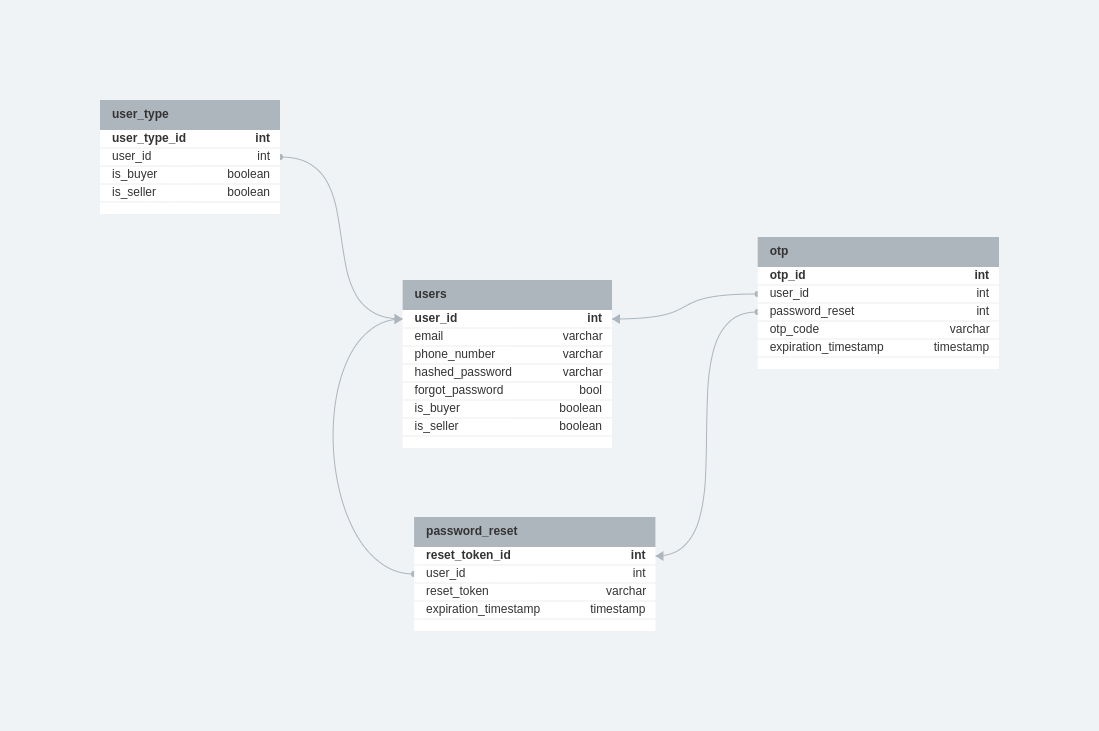 user_type
user_type_id int
user_id int
is_buyer boolean
is_seller boolean
users
user_id int
email varchar
phone_number varchar
hashed_password varchar
forgot_password bool
is_buyer boolean
is_seller boolean
otp
otp_id int
user_id int
password_reset int
otp_code varchar
expiration_timestamp timestamp
password_reset
reset_token_id int
user_id int
reset_token varchar
expiration_timestamp timestamp